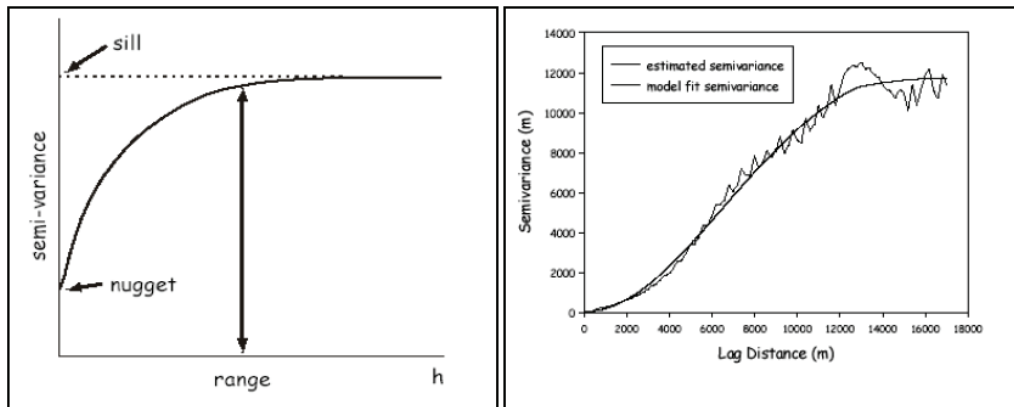 sill
semi-variance
nugget
range
h
14000
12000
10000
8000
6000
4000
2000
0
Semivariance (m)
estimated semivariance
model fit semivariance
0 2000 4000 6000 8000 10000 12000 14000 16000 18000
Lag Distance (m)